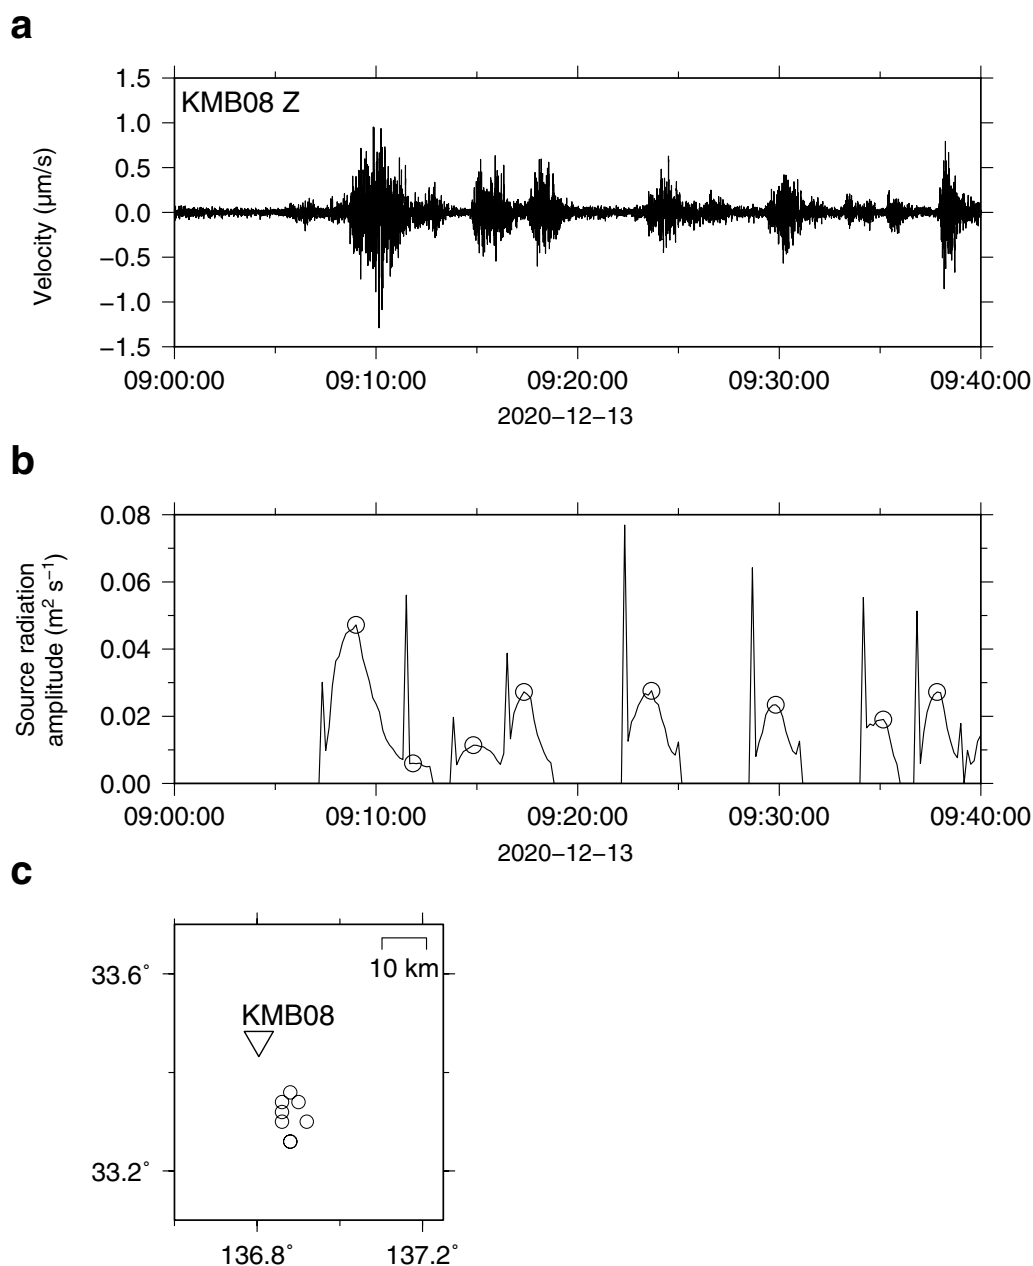 a
Velocity (μm/s)
1.5
1.0
0.5
0.0
−0.5
−1.0
−1.5
KMB08 Z
09:00:00 09:10:00 09:20:00 09:30:00 09:40:00
2020−12−13
b
Source radiation
amplitude (m² s⁻¹)
0.08
0.06
0.04
0.02
0.00
09:00:00 09:10:00 09:20:00 09:30:00 09:40:00
2020−12−13
c
10 km
33.6˚
KMB08
33.2˚
136.8˚ 137.2˚